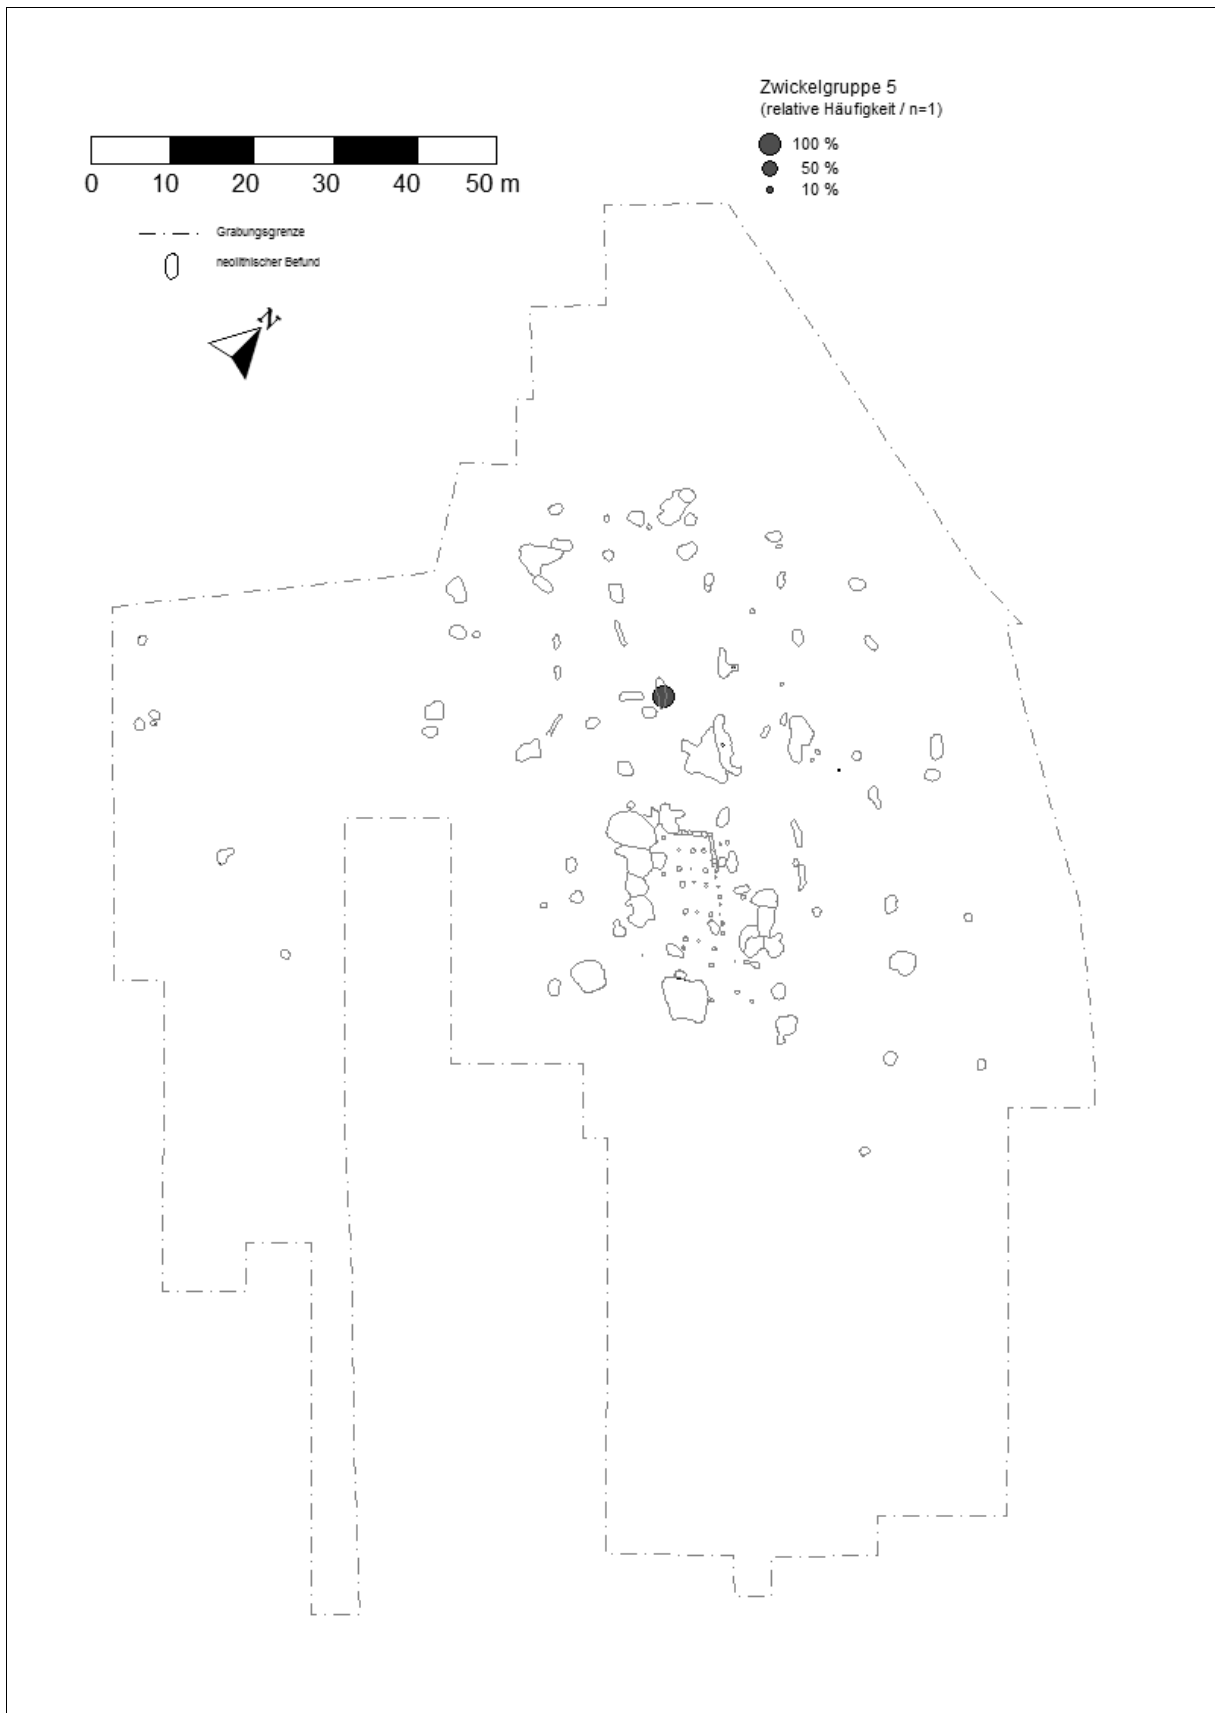 Zwickelgruppe 5
(relative Häufigkeit / n=1)
100 %
50 %
10 %
0 10 20 30 40 50 m
Grabungsgrenze
neolithischer Befund
N